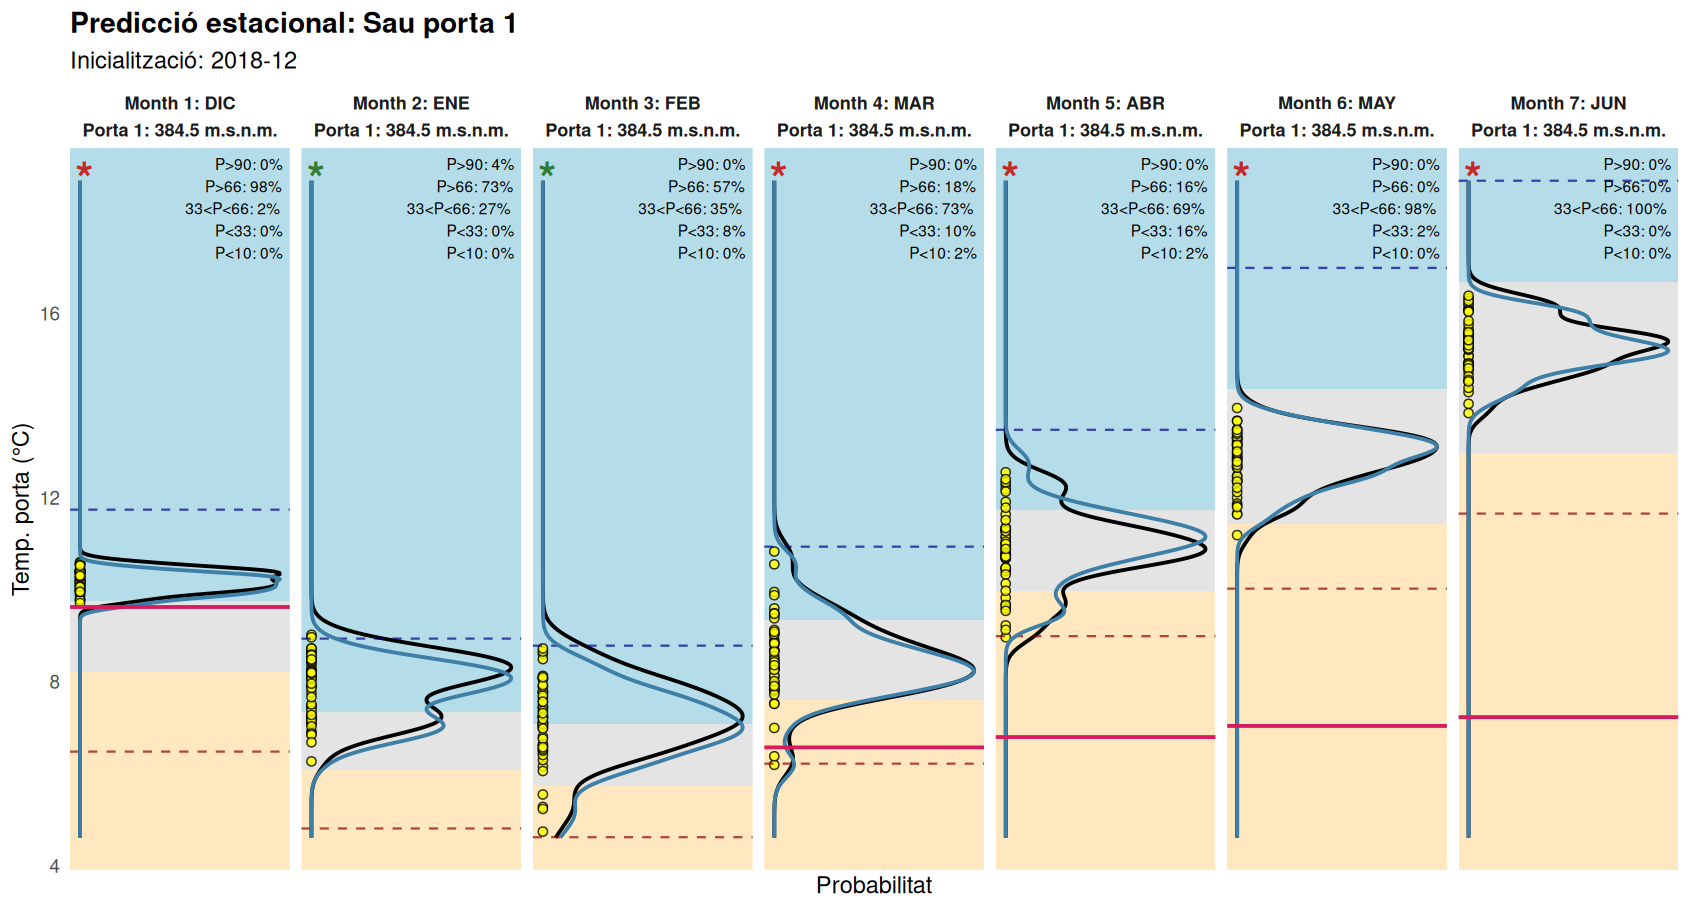 Predicció estacional: Sau porta 1
Inicialització: 2018-12
Month 1: DIC
Porta 1: 384.5 m.s.n.m.
Month 2: ENE
Porta 1: 384.5 m.s.n.m.
Month 3: FEB
Porta 1: 384.5 m.s.n.m.
Month 4: MAR
Porta 1: 384.5 m.s.n.m.
Month 5: ABR
Porta 1: 384.5 m.s.n.m.
Month 6: MAY
Porta 1: 384.5 m.s.n.m.
Month 7: JUN
Porta 1: 384.5 m.s.n.m.
*
P>90: 0%
P>66: 98%
33<P<66: 2%
P<33: 0%
P<10: 0%
*
P>90: 4%
P>66: 73%
33<P<66: 27%
P<33: 0%
P<10: 0%
*
P>90: 0%
P>66: 57%
33<P<66: 35%
P<33: 8%
P<10: 0%
*
P>90: 0%
P>66: 18%
33<P<66: 73%
P<33: 10%
P<10: 2%
*
P>90: 0%
P>66: 16%
33<P<66: 69%
P<33: 16%
P<10: 2%
*
P>90: 0%
P>66: 0%
33<P<66: 98%
P<33: 2%
P<10: 0%
*
P>90: 0%
P>66: 0%
33<P<66: 100%
P<33: 0%
P<10: 0%
Temp. porta (°C)
16
12
8
4
Probabilitat